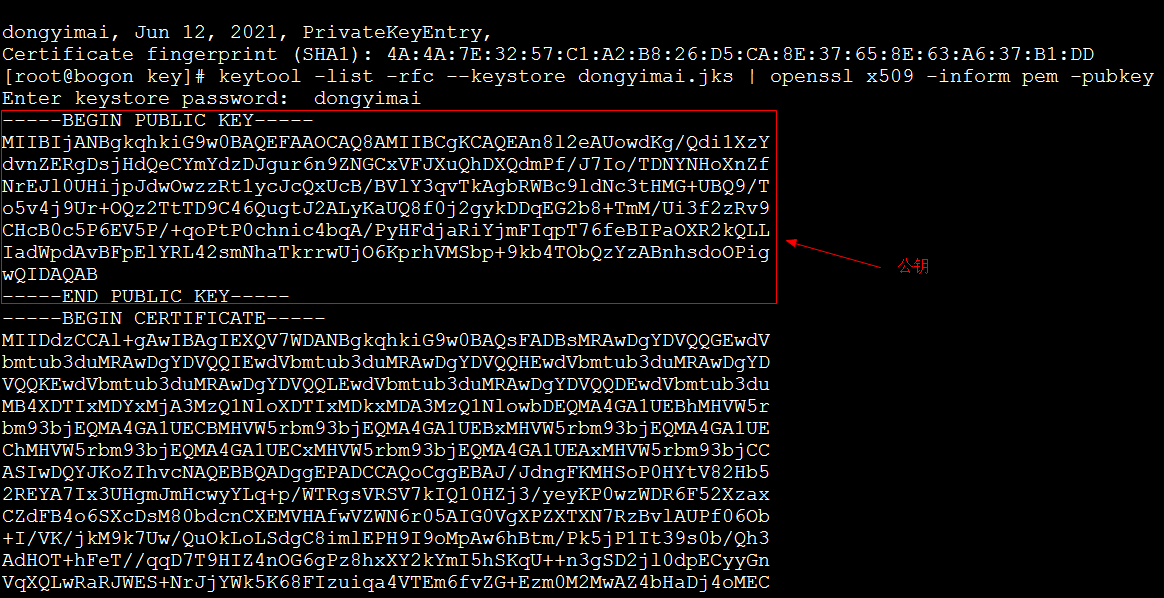 dongyimai, Jun 12, 2021, PrivateKeyEntry,
Certificate fingerprint (SHA1): 4A:4A:7E:32:57:C1:A2:B8:26:D5:CA:8E:37:65:8E:63:A6:37:B1:DD
[root@bogon key]# keytool -list -rfc --keystore dongyimai.jks | openssl x509 -inform pem -pubkey
Enter keystore password:  dongyimai
-----BEGIN PUBLIC KEY-----
MIIBIjANBgkqhkiG9w0BAQEFAAOCAQ8AMIIBCgKCAQEAn8l2eAUowdKg/Qdi1XzY
dvnZERgDsjHdQeCYmYdzDJgur6n9ZNGCxVFJXuQhDXQdmPf/J7Io/TDNYNHoXnZf
NrEJl0UHijpJdwOwzzRt1ycJcQxUcB/BVlY3qvTkAgbRWBc9ldNc3tHMG+UBQ9/T
o5v4j9Ur+OQz2TtTD9C46QugtJ2ALyKaUQ8f0j2gykDDqEG2b8+TmM/Ui3f2zRv9
CHcB0c5P6EV5P/+qoPtP0chnic4bqA/PyHFdjaRiYjmFIqpT76feBIPaOXR2kQLL
IadWpdAvBFpElYRL42smNhaTkrrwUjO6KprhVMSbp+9kb4TObQzYzABnhsdoOPig
wQIDAQAB
-----END PUBLIC KEY-----
公钥
-----BEGIN CERTIFICATE-----
MIIDdzCCAl+gAwIBAgIEXQV7WDANBgkqhkiG9w0BAQsFADBsMRAwDgYDVQQGEwdV
bmtub3duMRAwDgYDVQQIEwdVbmtub3duMRAwDgYDVQQHEwdVbmtub3duMRAwDgYD
VQQKEwdVbmtub3duMRAwDgYDVQQLEwdVbmtub3duMRAwDgYDVQQDEwdVbmtub3du
MB4XDTIxMDYxMjA3MzQ1NloXDTIxMDkxMDA3MzQ1NlowbDEQMA4GA1UEBhMHVW5r
bm93bjEQMA4GA1UECBMHVW5rbm93bjEQMA4GA1UEBxMHVW5rbm93bjEQMA4GA1UE
ChMHVW5rbm93bjEQMA4GA1UECxMHVW5rbm93bjEQMA4GA1UEAxMHVW5rbm93bjCC
ASIwDQYJKoZIhvcNAQEBBQADggEPADCCAQoCggEBAJ/JdngFKMHSoP0HYtV82Hb5
2REYA7Ix3UHgmJmHcwyYLq+p/WTRgsVRSV7kIQ10HZj3/yeyKP0wzWDR6F52Xzax
CZdFB4o6SXcDsM80bdcnCXEMVHAfwVZWN6r05AIG0VgXPZXTXN7RzBvlAUPf06Ob
+I/VK/jkM9k7Uw/QuOkLoLSdgC8imlEPH9I9oMpAw6hBtm/Pk5jP1It39s0b/Qh3
AdHOT+hFeT//qqD7T9HIZ4nOG6gPz8hxXY2kYmI5hSKqU++n3gSD2jl0dpECyyGn
VqXQLwRaRJWES+NrJjYWk5K68FIzuiqa4VTEm6fvZG+Ezm0M2MwAZ4bHaDj4oMEC